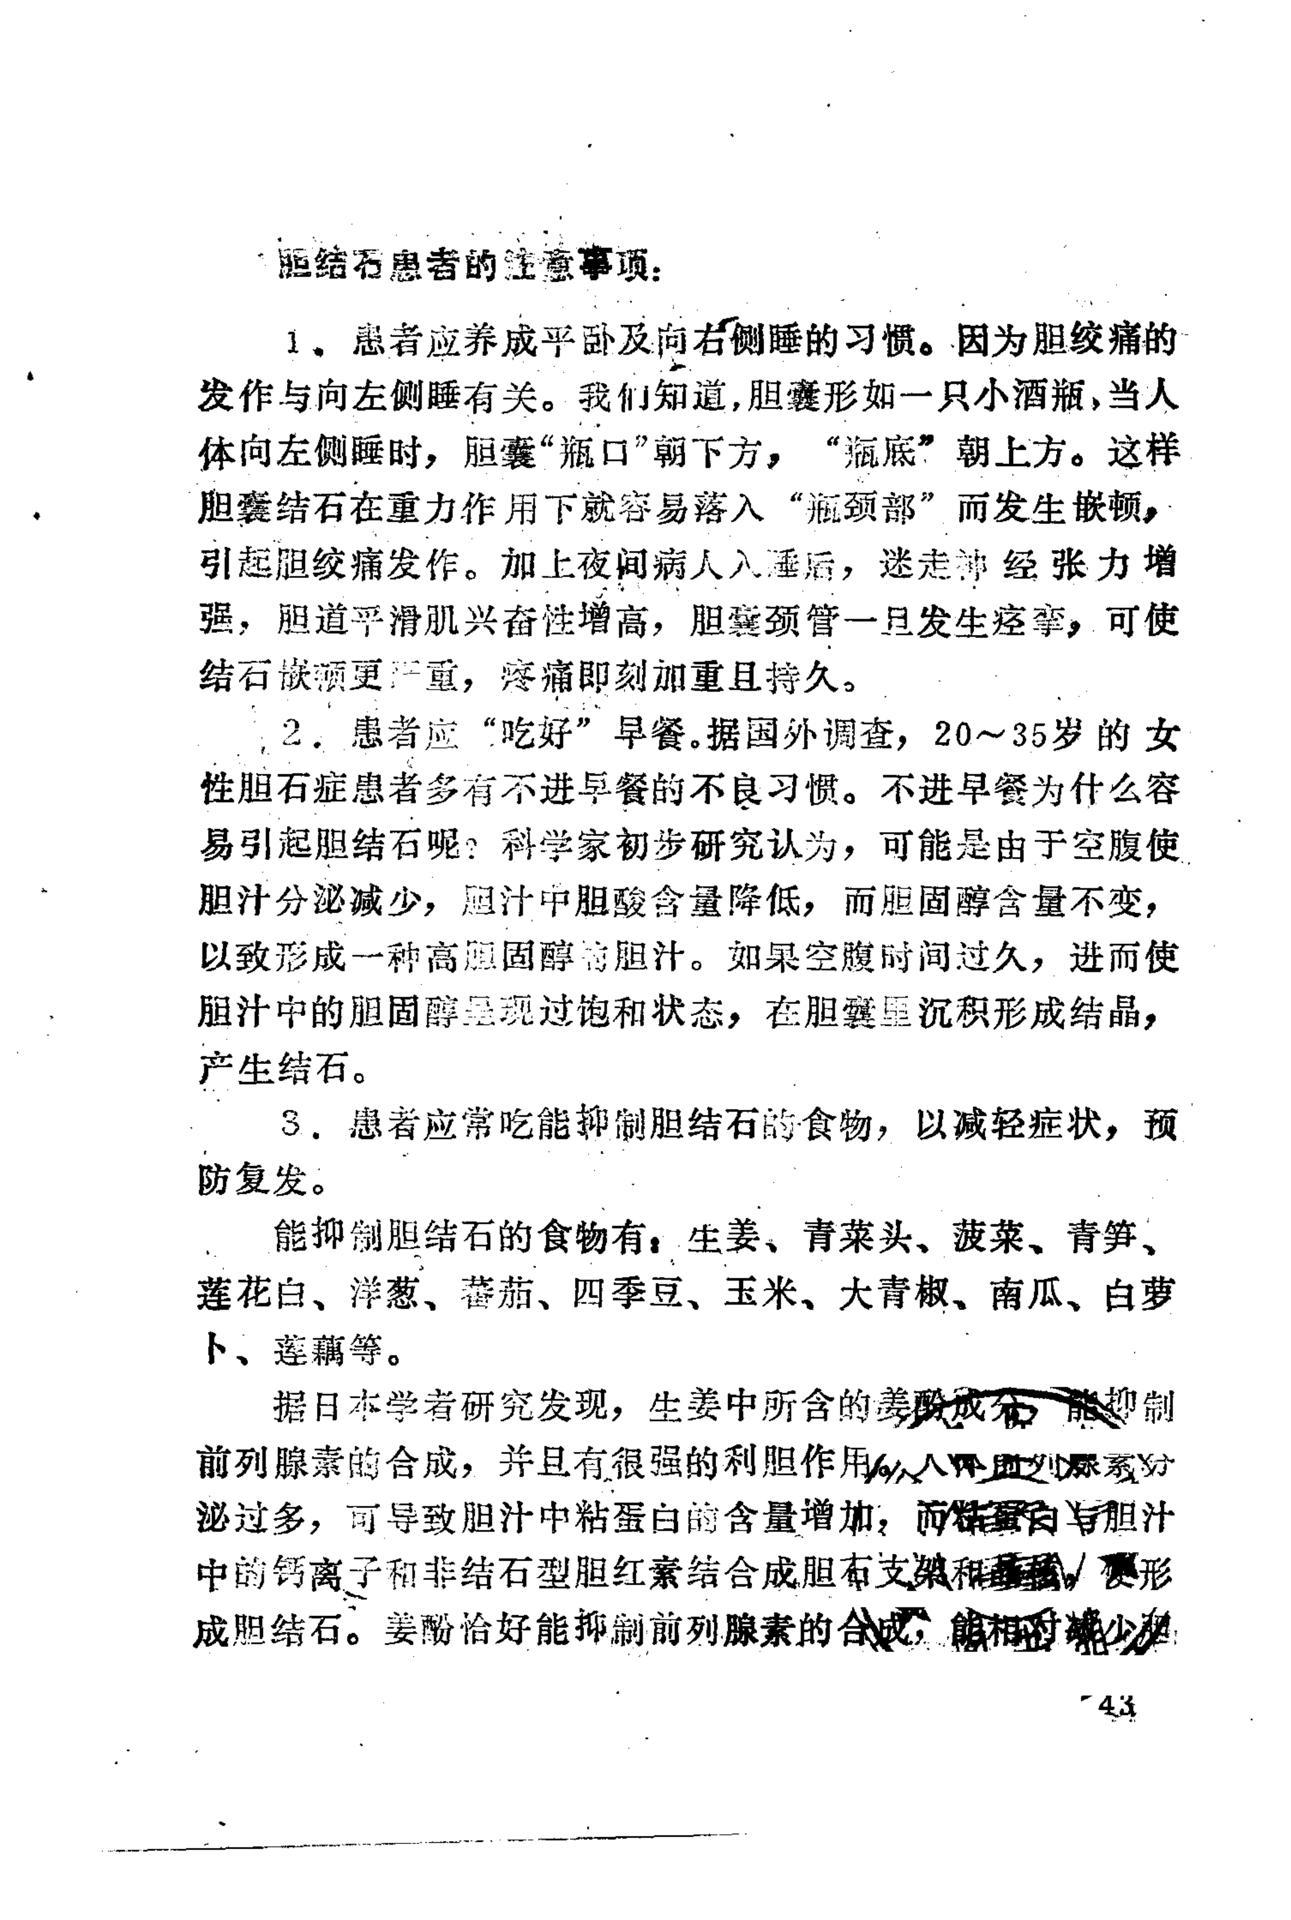 胆结石患者的注意事项：
1．患者应养成平卧及向右侧睡的习惯。因为胆绞痛的
发作与向左侧睡有关。我们知道，胆囊形如一只小酒瓶、当人
体向左侧睡时，胆囊“瓶口”朝下方，“瓶底”朝上方。这样
胆囊结石在重力作用下就容易落入“瓶颈部”而发生嵌顿，
引起胆绞痛发作。加上夜间病人入睡后，迷走神经张力增
强，胆道平滑肌兴奋性增高，胆囊颈管一旦发生痉挛，可使
结石嵌顿更严重，疼痛即刻加重且持久。
2．患者应“吃好”早餐。据国外调查，20～35岁的女
性胆石症患者多有不进早餐的不良习惯。不进早餐为什么容
易引起胆结石呢？科学家初步研究认为，可能是由于空腹使
胆汁分泌减少，胆汁中胆酸含量降低，而胆固醇含量不变，
以致形成一种高胆固醇的胆汁。如果空腹时间过久，进而使
胆汁中的胆固醇呈现过饱和状态，在胆囊里沉积形成结晶，
产生结石。
3．患者应常吃能抑制胆结石的食物，以减轻症状，预
防复发。
能抑制胆结石的食物有：生姜、青菜头、菠菜、青笋、
莲花白、洋葱、蕃茄、四季豆、玉米、大青椒、南瓜、白萝
卜、莲藕等。
据日本学者研究发现，生姜中所含的姜酚成分，能抑制
前列腺素的合成，并且有很强的利胆作用。人体前列腺素分
泌过多，可导致胆汁中粘蛋白的含量增加，而粘蛋白与胆汁
中的钙离子和非结石型胆红素结合成胆石支架和 形
成胆结石。姜酚恰好能抑制前列腺素的合成，能相对减少胆
43